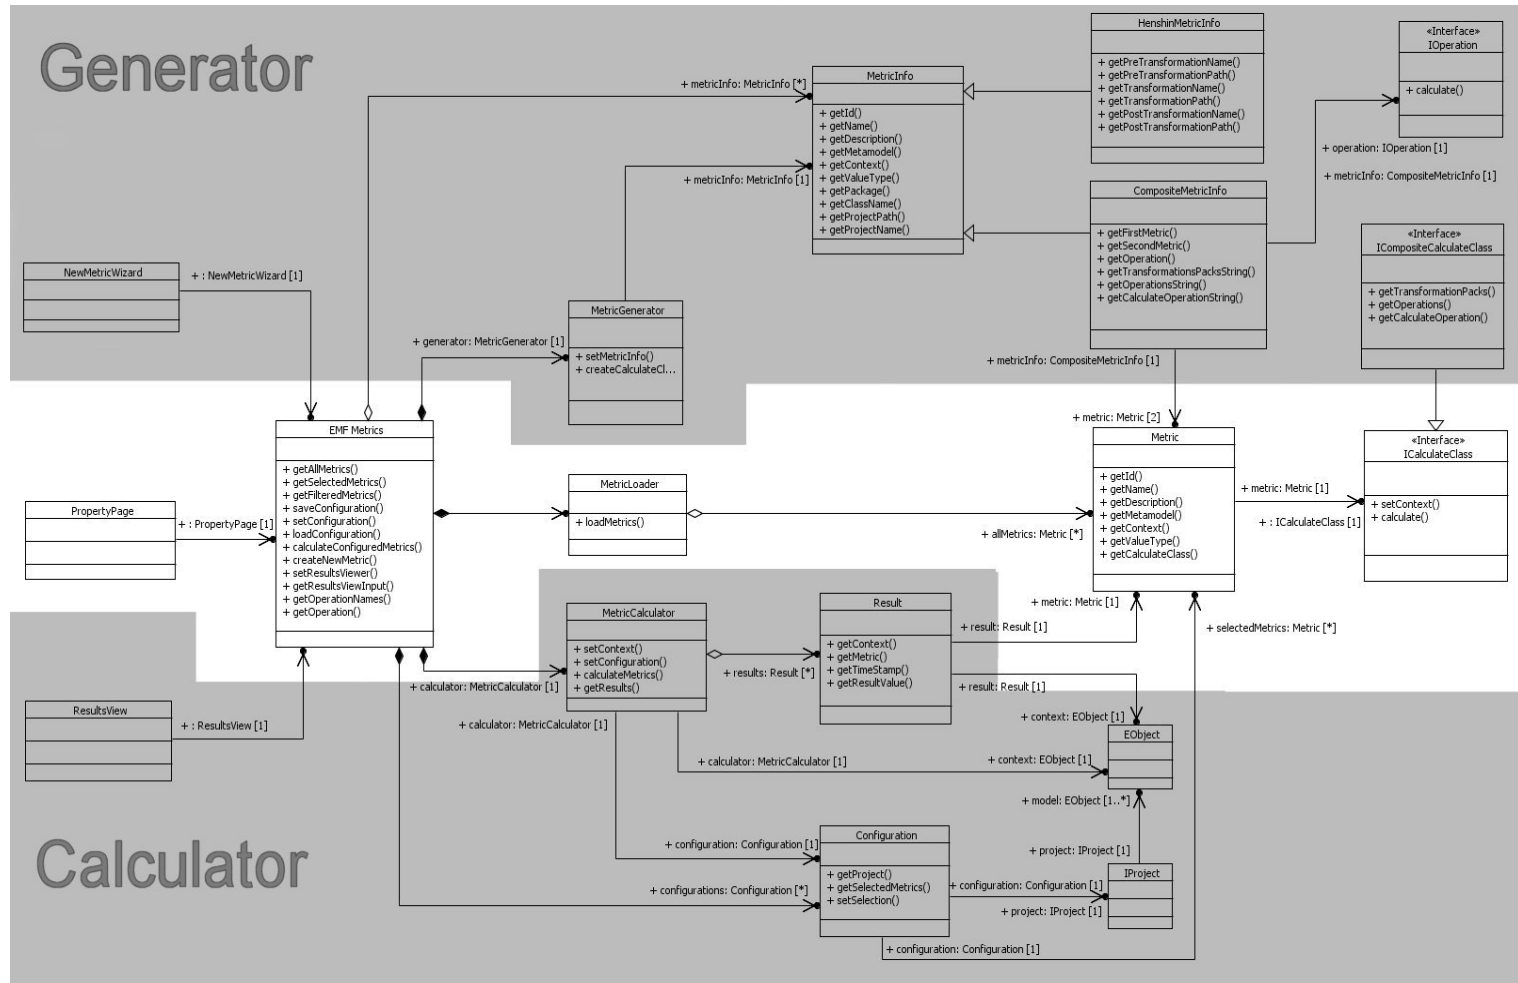 Generator
HenshinMetricInfo
+ getPreTransformationName()
+ getPreTransformationPath()
+ getTransformationName()
+ getTransformationPath()
+ getPostTransformationName()
+ getPostTransformationPath()
«Interface»
IOperation
+ calculate()
+ operation: IOperation [1]
+ metricInfo: CompositeMetricInfo [1]
+ metricInfo: MetricInfo [*]
MetricInfo
+ getId()
+ getName()
+ getDescription()
+ getMetamodel()
+ getContext()
+ getValueType()
+ getPackage()
+ getClassName()
+ getProjectPath()
+ getProjectName()
+ metricInfo: MetricInfo [1]
CompositeMetricInfo
+ getFirstMetric()
+ getSecondMetric()
+ getOperation()
+ getTransformationsPacksString()
+ getOperationsString()
+ getCalculateOperationString()
«Interface»
ICompositeCalculateClass
+ getTransformationPacks()
+ getOperations()
+ getCalculateOperation()
NewMetricWizard
+ : NewMetricWizard [1]
MetricGenerator
+ setMetricInfo()
+ createCalculateCl...
+ generator: MetricGenerator [1]
+ metricInfo: CompositeMetricInfo [1]
+ metric: Metric [2]
EMF Metrics
+ getAllMetrics()
+ getSelectedMetrics()
+ getFilteredMetrics()
+ saveConfiguration()
+ setConfiguration()
+ loadConfiguration()
+ calculateConfiguredMetrics()
+ createNewMetric()
+ setResultsViewer()
+ getResultsViewInput()
+ getOperationNames()
+ getOperation()
PropertyPage
+ : PropertyPage [1]
MetricLoader
+ loadMetrics()
+ allMetrics: Metric [*]
Metric
+ getId()
+ getName()
+ getDescription()
+ getMetamodel()
+ getContext()
+ getValueType()
+ getCalculateClass()
+ metric: Metric [1]
+ : ICalculateClass [1]
«Interface»
ICalculateClass
+ setContext()
+ calculate()
MetricCalculator
+ setContext()
+ setConfiguration()
+ calculateMetrics()
+ getResults()
+ calculator: MetricCalculator [1]
+ results: Result [*]
Result
+ getContext()
+ getMetric()
+ getTimeStamp()
+ getResultValue()
+ metric: Metric [1]
+ result: Result [1]
+ selectedMetrics: Metric [*]
+ result: Result [1]
+ context: EObject [1]
ResultsView
+ : ResultsView [1]
+ calculator: MetricCalculator [1]
+ calculator: MetricCalculator [1]
+ context: EObject [1]
EObject
+ model: EObject [1..*]
Calculator
+ configuration: Configuration [1]
+ configurations: Configuration [*]
Configuration
+ getProject()
+ getSelectedMetrics()
+ setSelection()
+ project: IProject [1]
+ configuration: Configuration [1]
+ project: IProject [1]
IProject
+ configuration: Configuration [1]